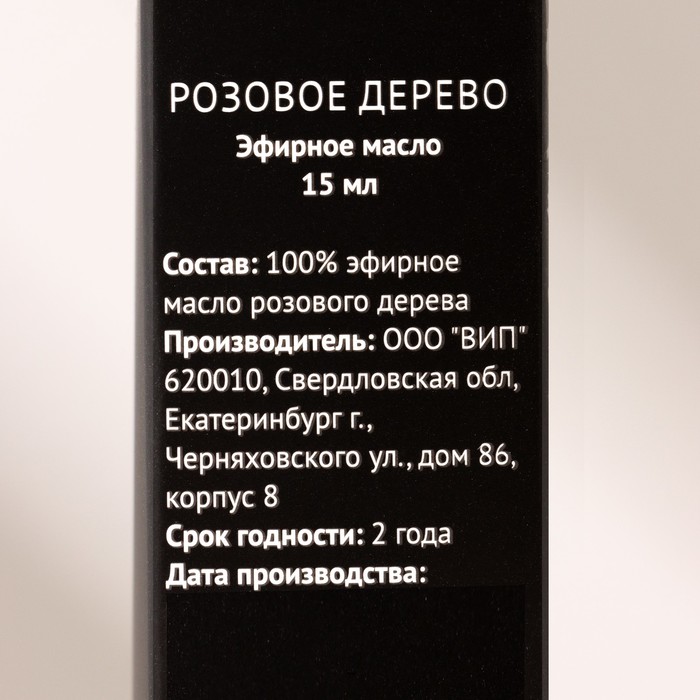 РОЗОВОЕ ДЕРЕВО
Эфирное масло
15 мл
Состав: 100% эфирное
масло розового дерева
Производитель: ООО "ВИП"
620010, Свердловская обл,
Екатеринбург г.,
Черняховского ул., дом 86,
корпус 8
Срок годности: 2 года
Дата производства: